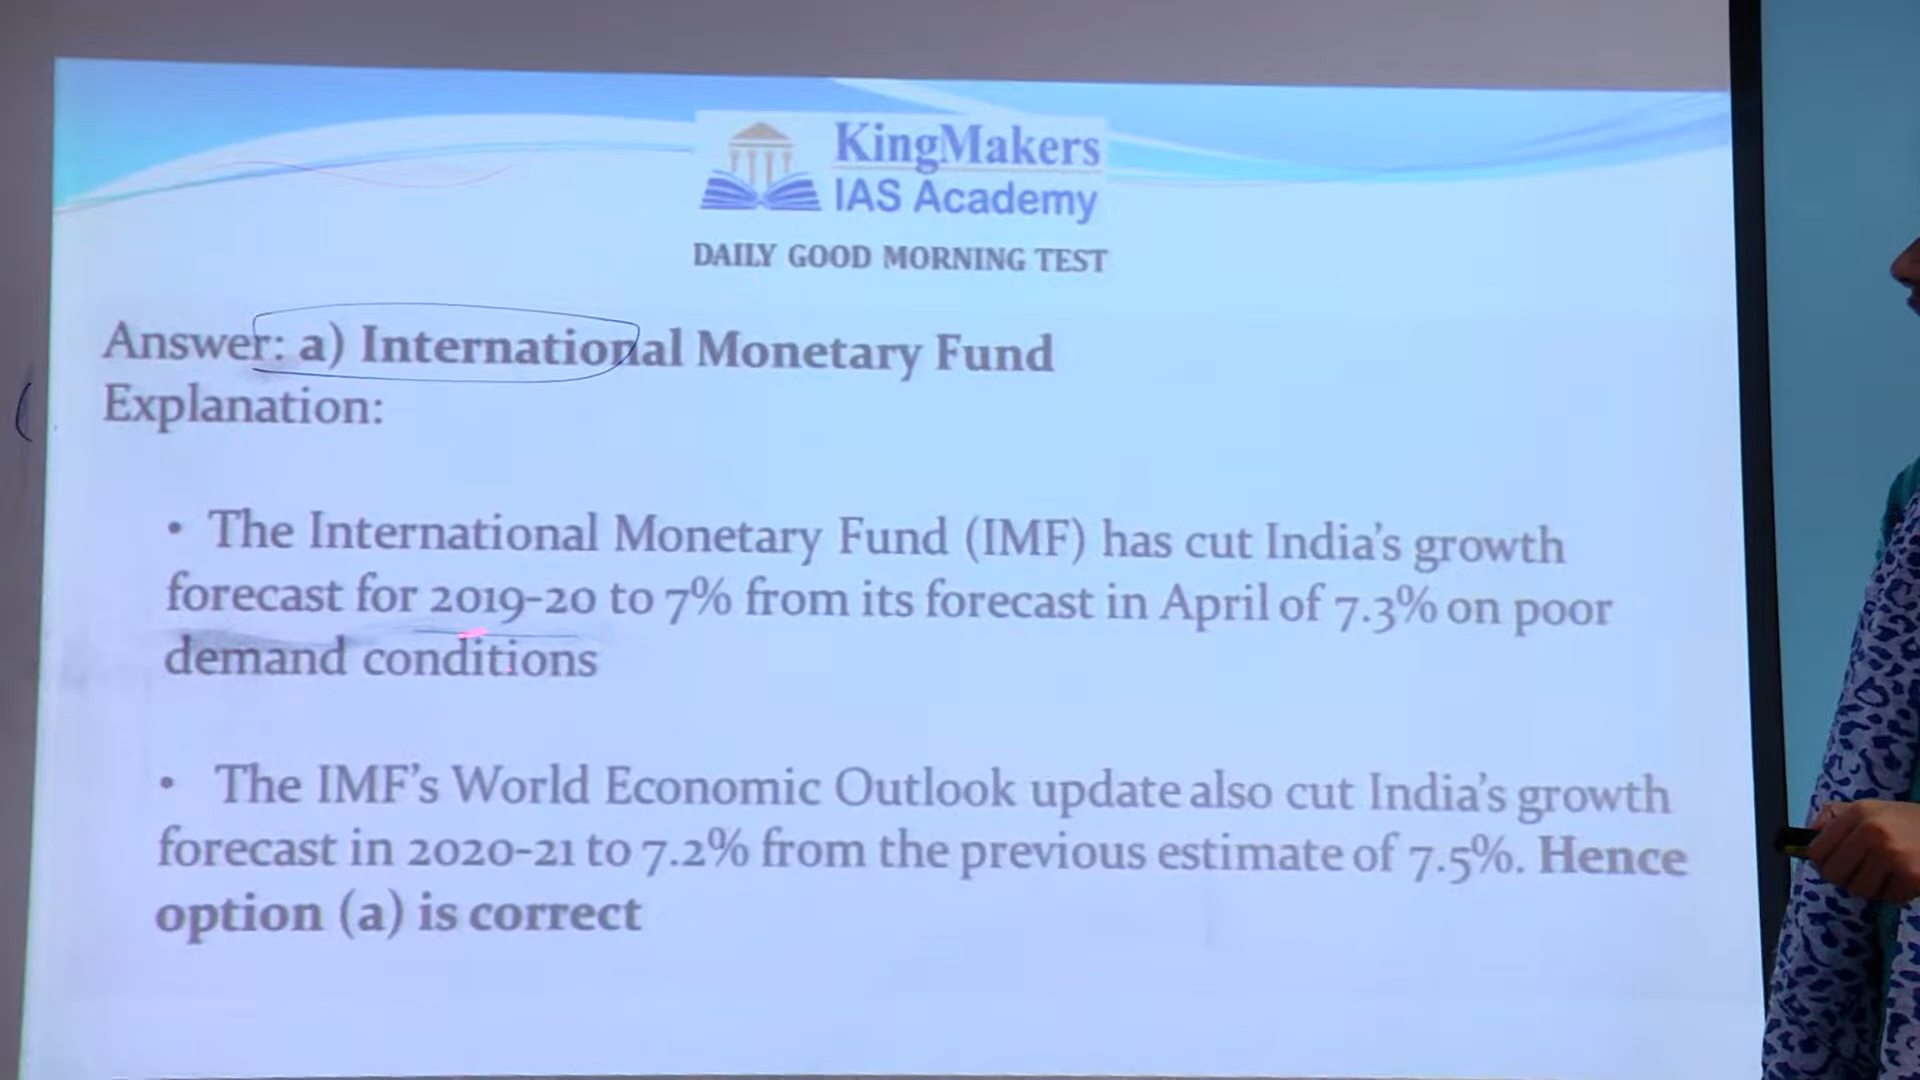 KingMakers
IAS Academy
DAILY GOOD MORNING TEST
Answer: a) International Monetary Fund
Explanation:
• The International Monetary Fund (IMF) has cut India's growth
forecast for 2019-20 to 7% from its forecast in April of 7.3% on poor
demand conditions
• The IMF's World Economic Outlook update also cut India's growth
forecast in 2020-21 to 7.2% from the previous estimate of 7.5%. Hence
option (a) is correct